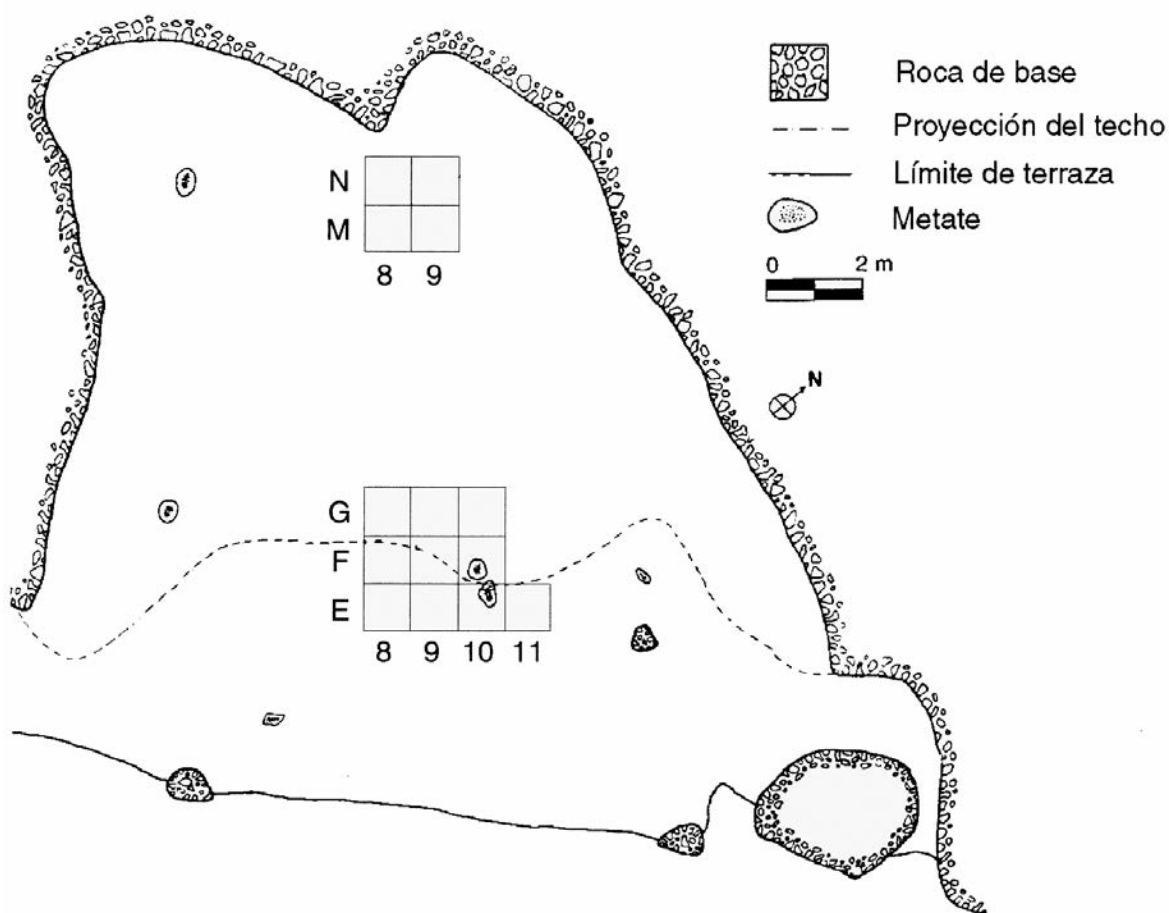 Roca de base
Proyección del techo
Límite de terraza
Metate
0 2 m
N
N
M
8 9
G
F
E
8 9 10 11